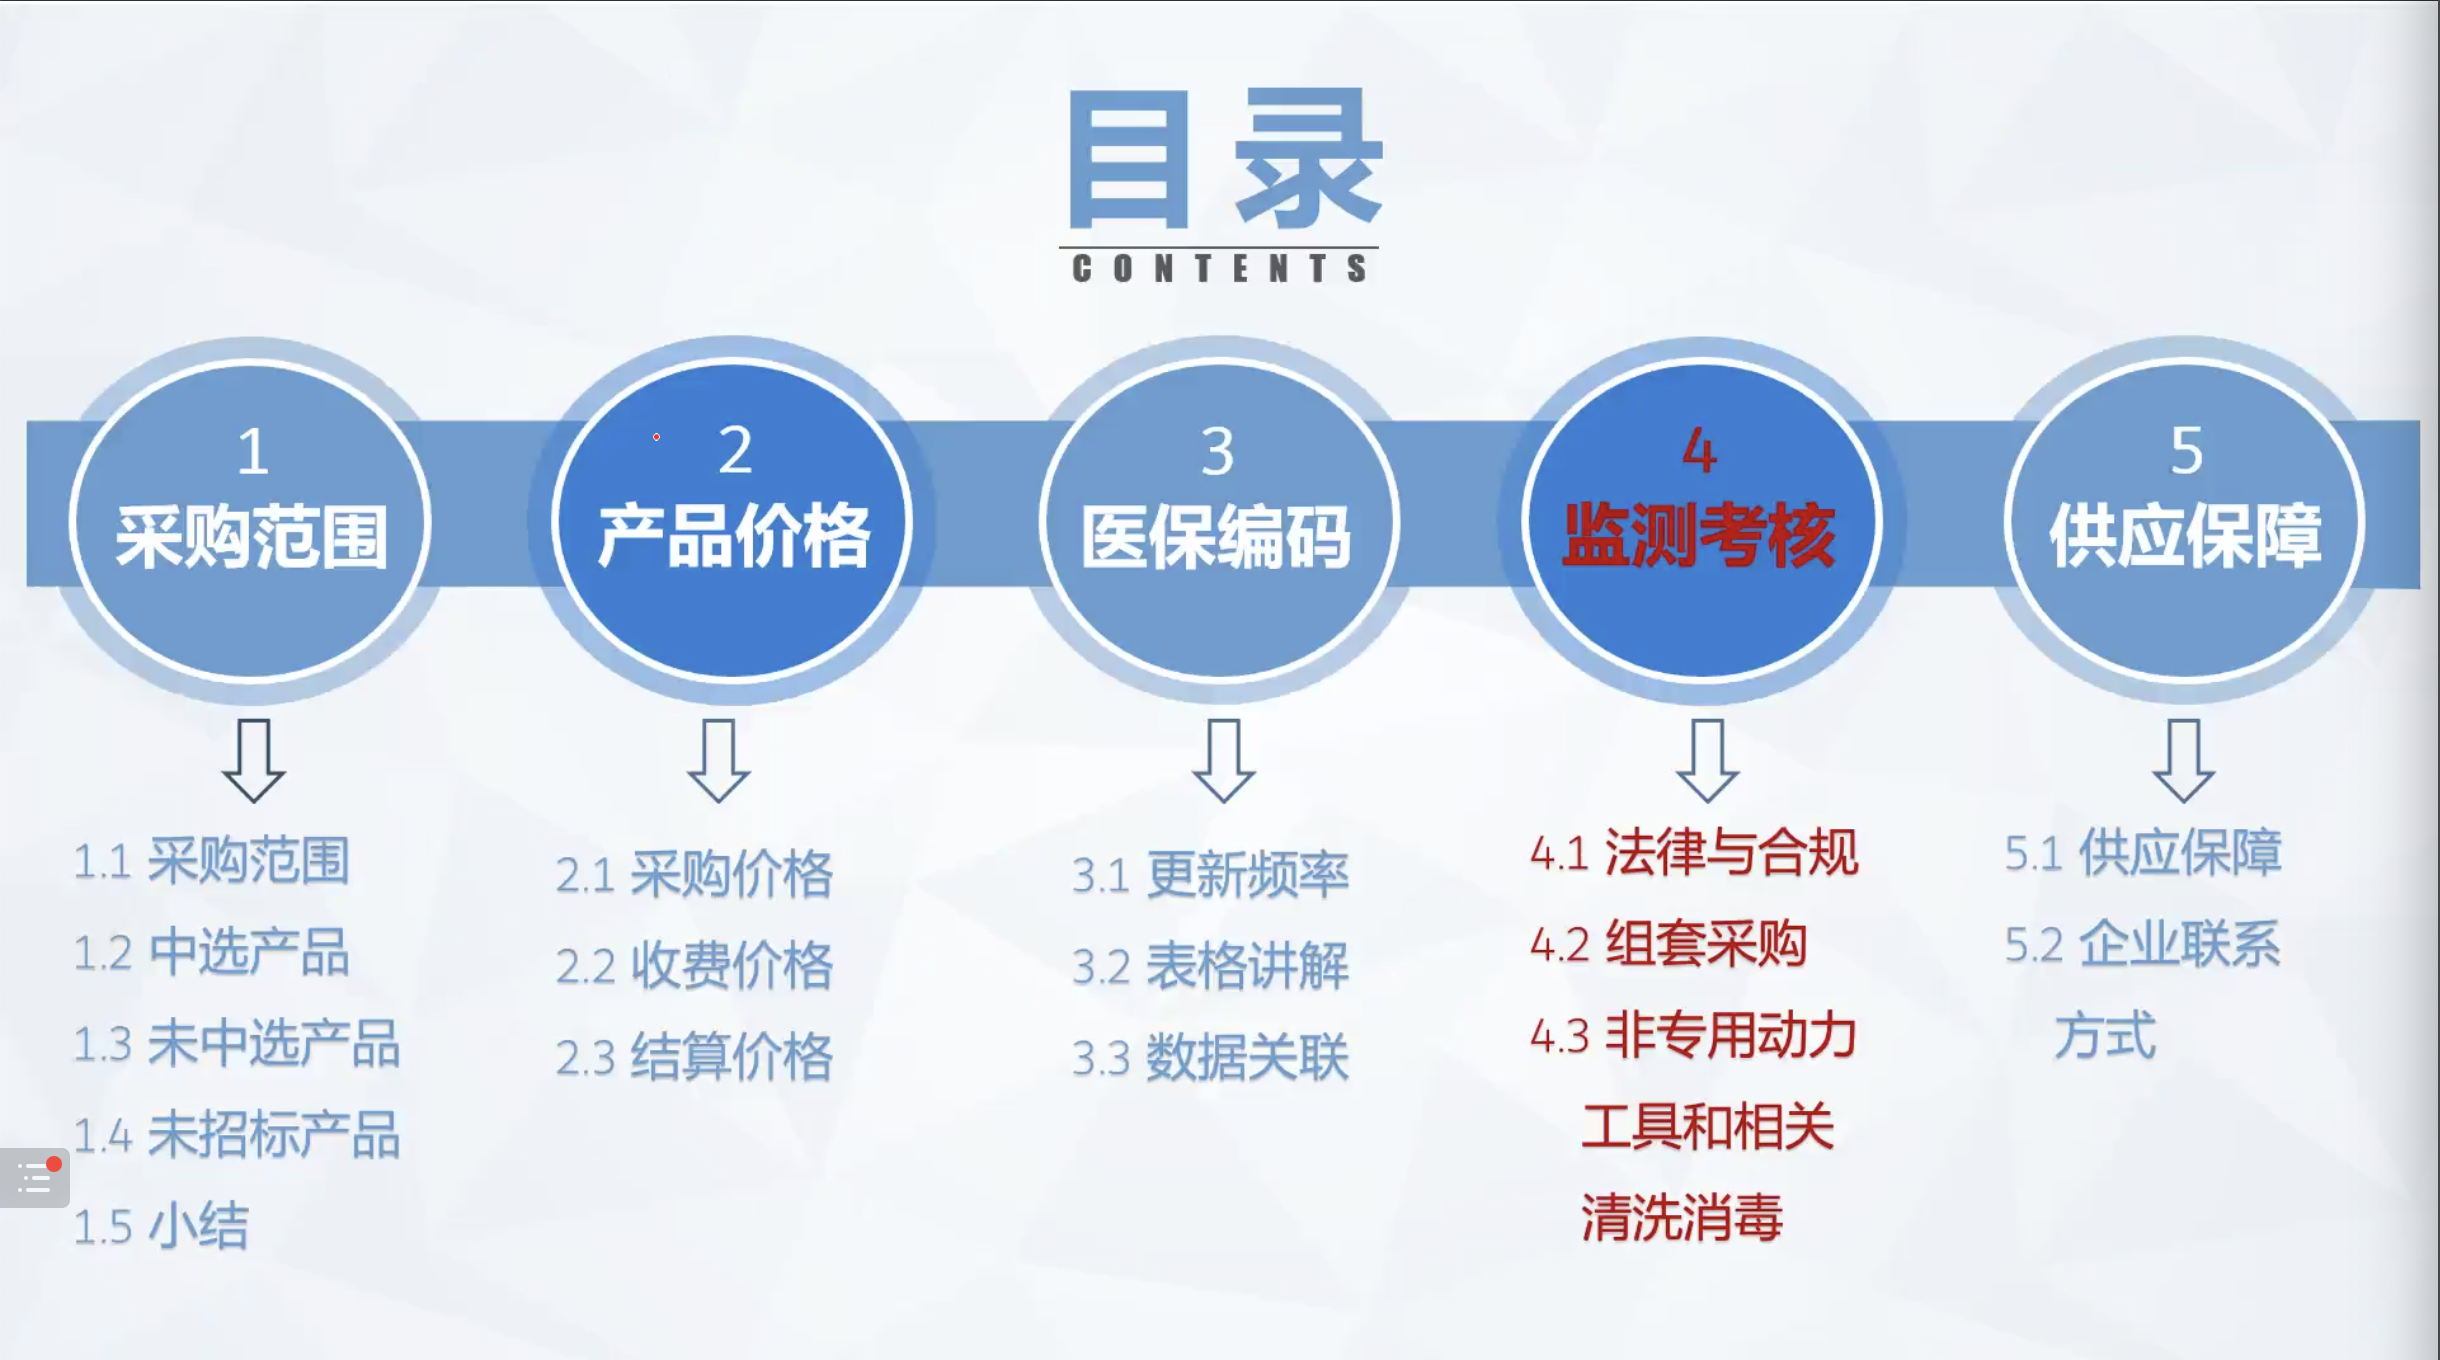 目录
CONTENTS
1
采购范围
2
产品价格
3
医保编码
4
监测考核
5
供应保障
1.1 采购范围
1.2 中选产品
1.3 未中选产品
1.4 未招标产品
1.5 小结
2.1 采购价格
2.2 收费价格
2.3 结算价格
3.1 更新频率
3.2 表格讲解
3.3 数据关联
4.1 法律与合规
4.2 组套采购
4.3 非专用动力
工具和相关
清洗消毒
5.1 供应保障
5.2 企业联系
方式